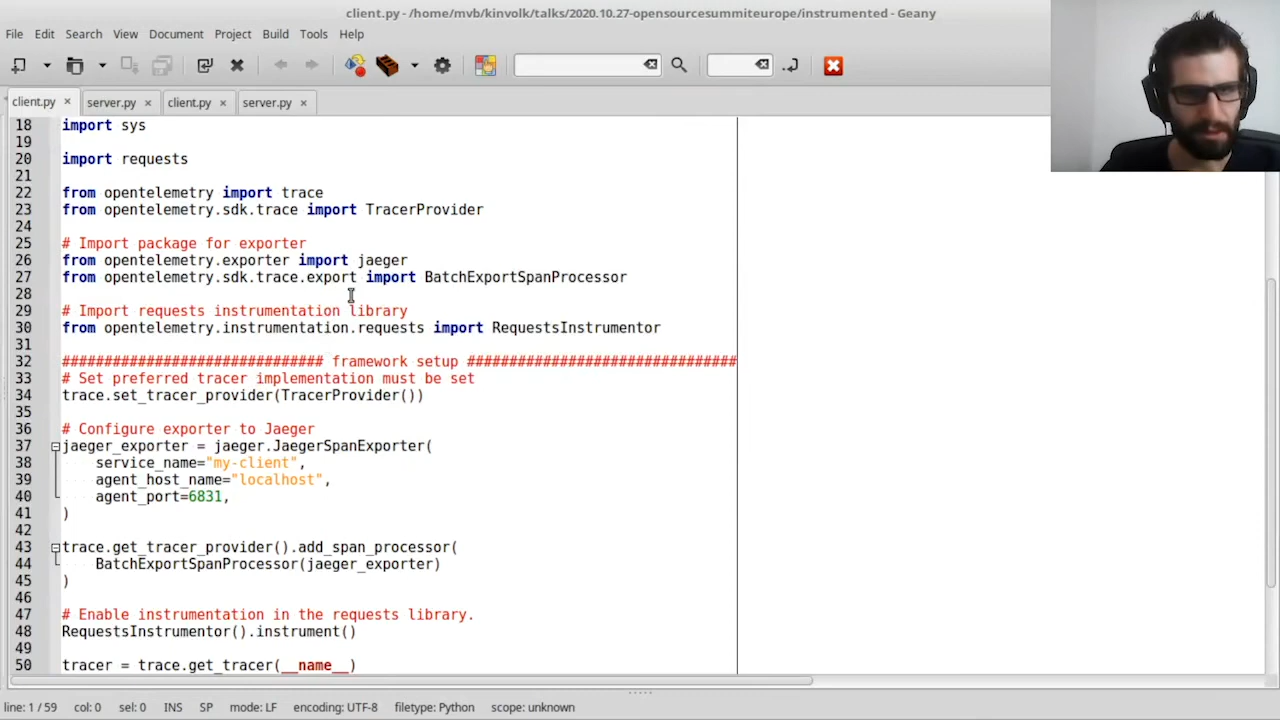 client.py - /home/mvb/kinvolk/talks/2020.10.27-opensourcesummiteurope/instrumented - Geany
File Edit Search View Document Project Build Tools Help
client.py server.py client.py server.py
18 import sys
19
20 import requests
21
22 from opentelemetry import trace
23 from opentelemetry.sdk.trace import TracerProvider
24
25 # Import package for exporter
26 from opentelemetry.exporter import jaeger
27 from opentelemetry.sdk.trace.export import BatchExportSpanProcessor
28
29 # Import requests instrumentation library
30 from opentelemetry.instrumentation.requests import RequestsInstrumentor
31
32 ############################### framework setup ################################
33 # Set preferred tracer implementation must be set
34 trace.set_tracer_provider(TracerProvider())
35
36 # Configure exporter to Jaeger
37 jaeger_exporter = jaeger.JaegerSpanExporter(
38     service_name="my-client",
39     agent_host_name="localhost",
40     agent_port=6831,
41 )
42
43 trace.get_tracer_provider().add_span_processor(
44     BatchExportSpanProcessor(jaeger_exporter)
45 )
46
47 # Enable instrumentation in the requests library.
48 RequestsInstrumentor().instrument()
49
50 tracer = trace.get_tracer(__name__)
line: 1 / 59 col: 0 sel: 0 INS SP mode: LF encoding: UTF-8 filetype: Python scope: unknown